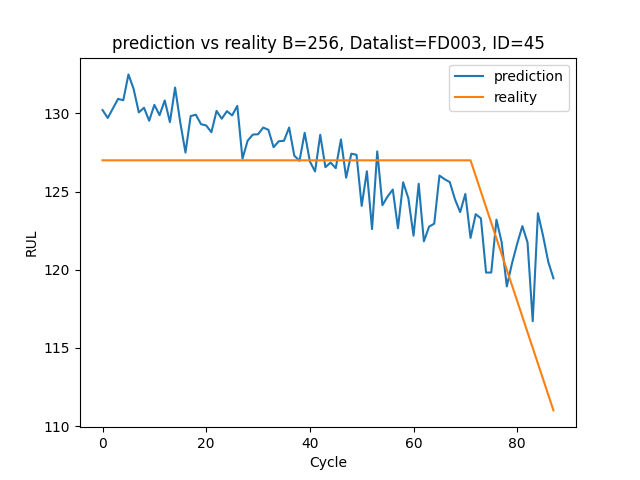 prediction vs reality B=256, Datalist=FD003, ID=45
prediction
reality
130
125
120
115
110
RUL
0 20 40 60 80
Cycle